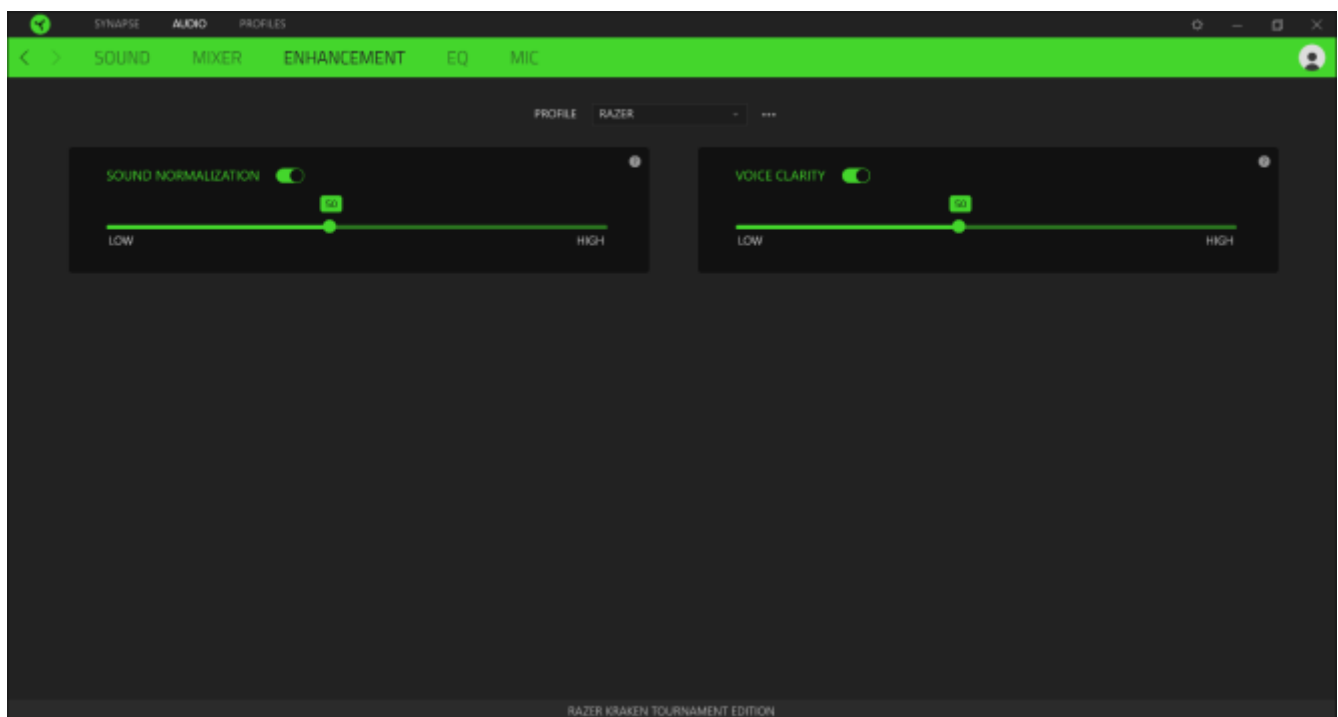 SYNAPSE AUDIO PROFILES
SOUND MIXER ENHANCEMENT EQ MIC
PROFILE RAZER
SOUND NORMALIZATION
50
LOW HIGH
VOICE CLARITY
50
LOW HIGH
RAZER KRAKEN TOURNAMENT EDITION